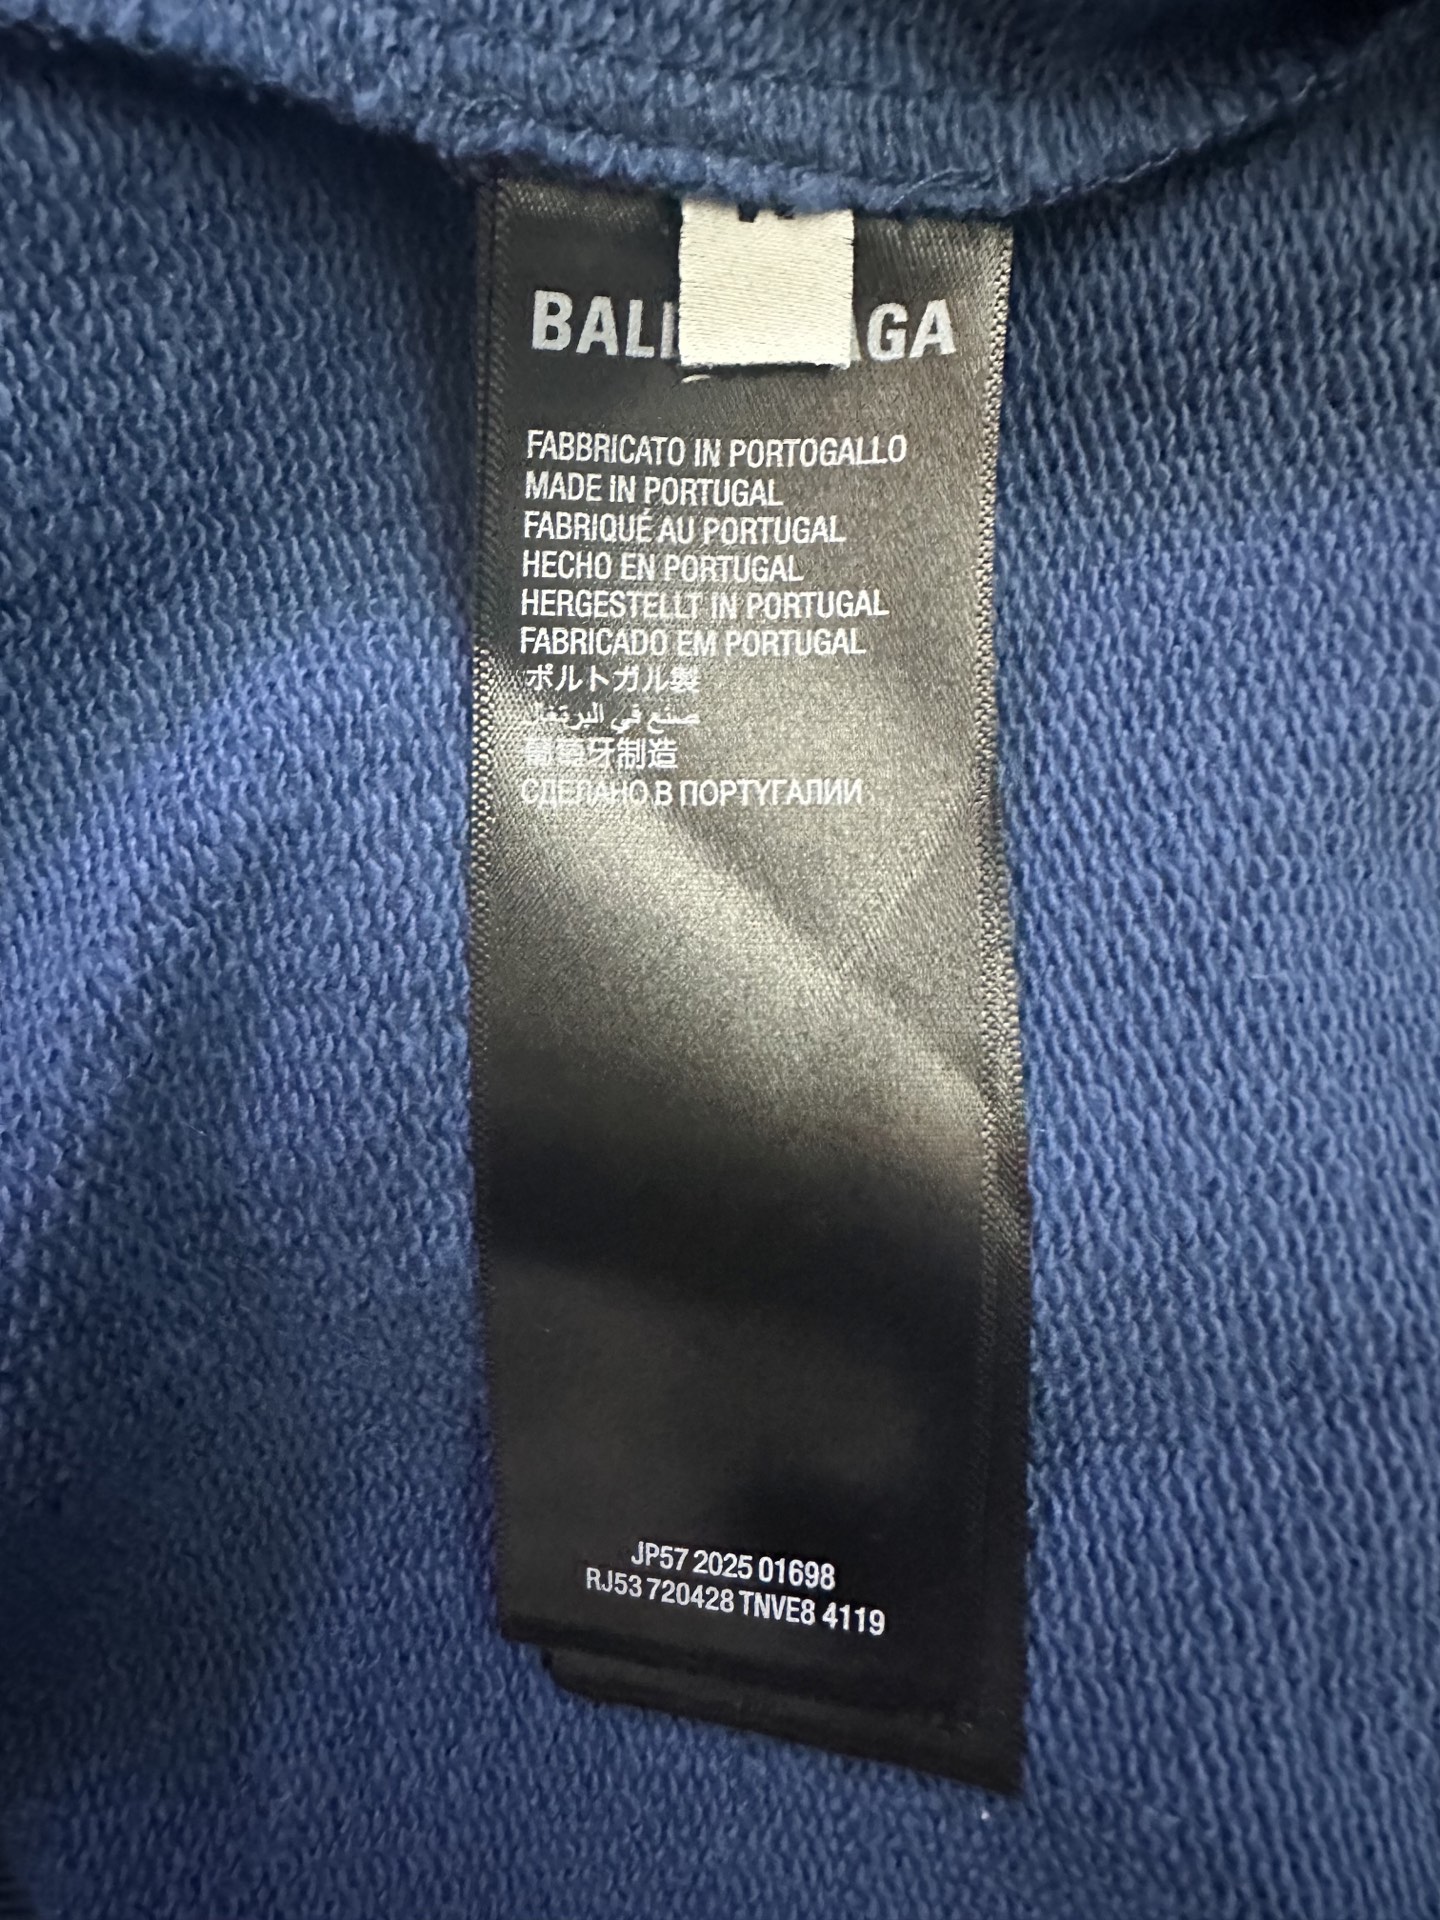 BALI AGA
FABBRICATO IN PORTOGALLO
MADE IN PORTUGAL
FABRIQUÉ AU PORTUGAL
HECHO EN PORTUGAL
HERGESTELLT IN PORTUGAL
FABRICADO EM PORTUGAL
ポルトガル製
صنع في البرتغال
葡萄牙制造
СДЕЛАНО В ПОРТУГАЛИИ
JP57 2025 01698
RJ53 720428 TNVE8 4119